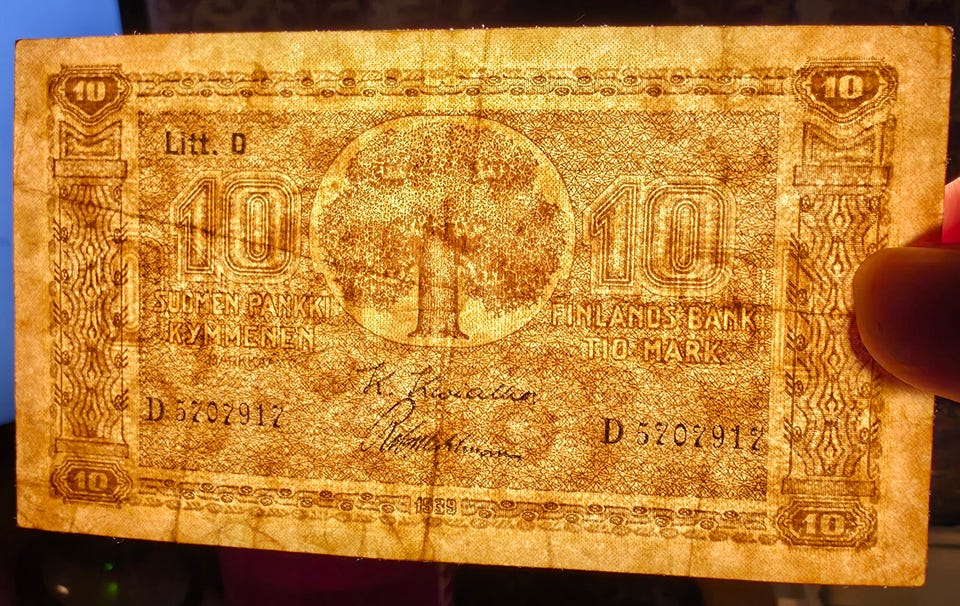 10 10
Litt. D
10 10
SUOMEN PANKKI FINLANDS BANK
KYMMENEN TIO MARK
D 5707917 D 5707917
1939
10 10